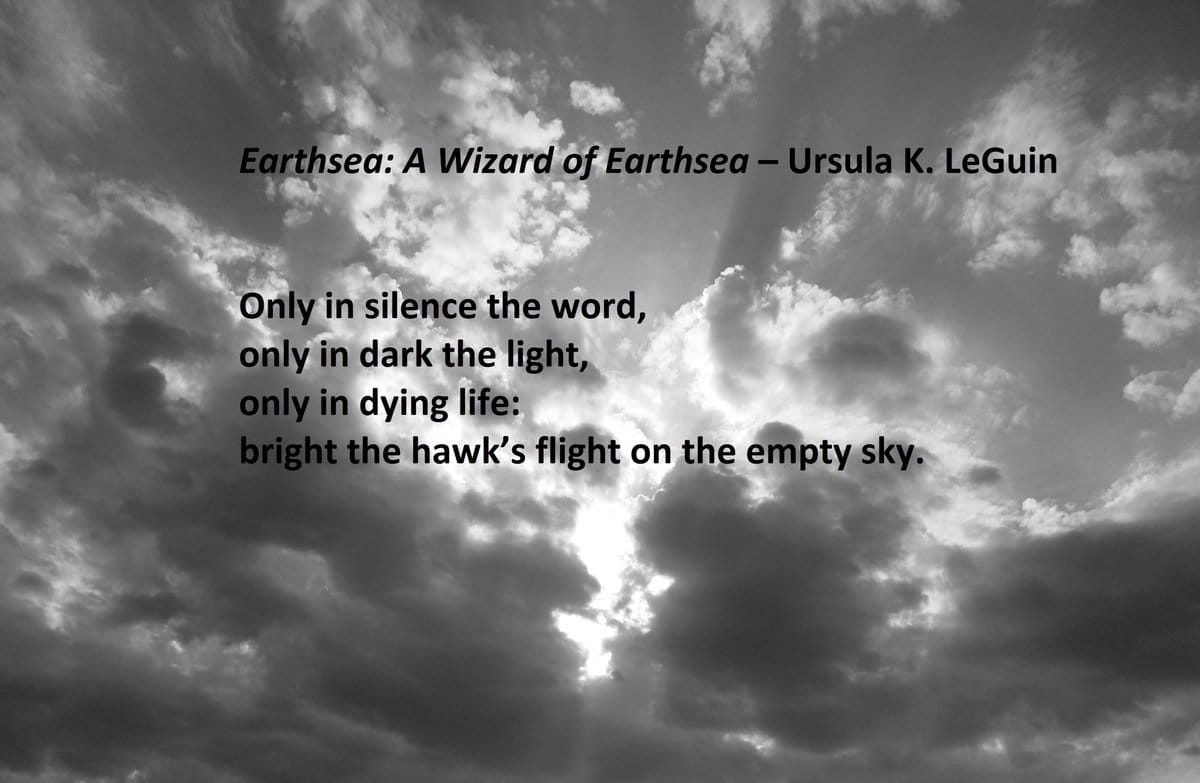 Earthsea: A Wizard of Earthsea – Ursula K. LeGuin
Only in silence the word,
only in dark the light,
only in dying life:
bright the hawk’s flight on the empty sky.